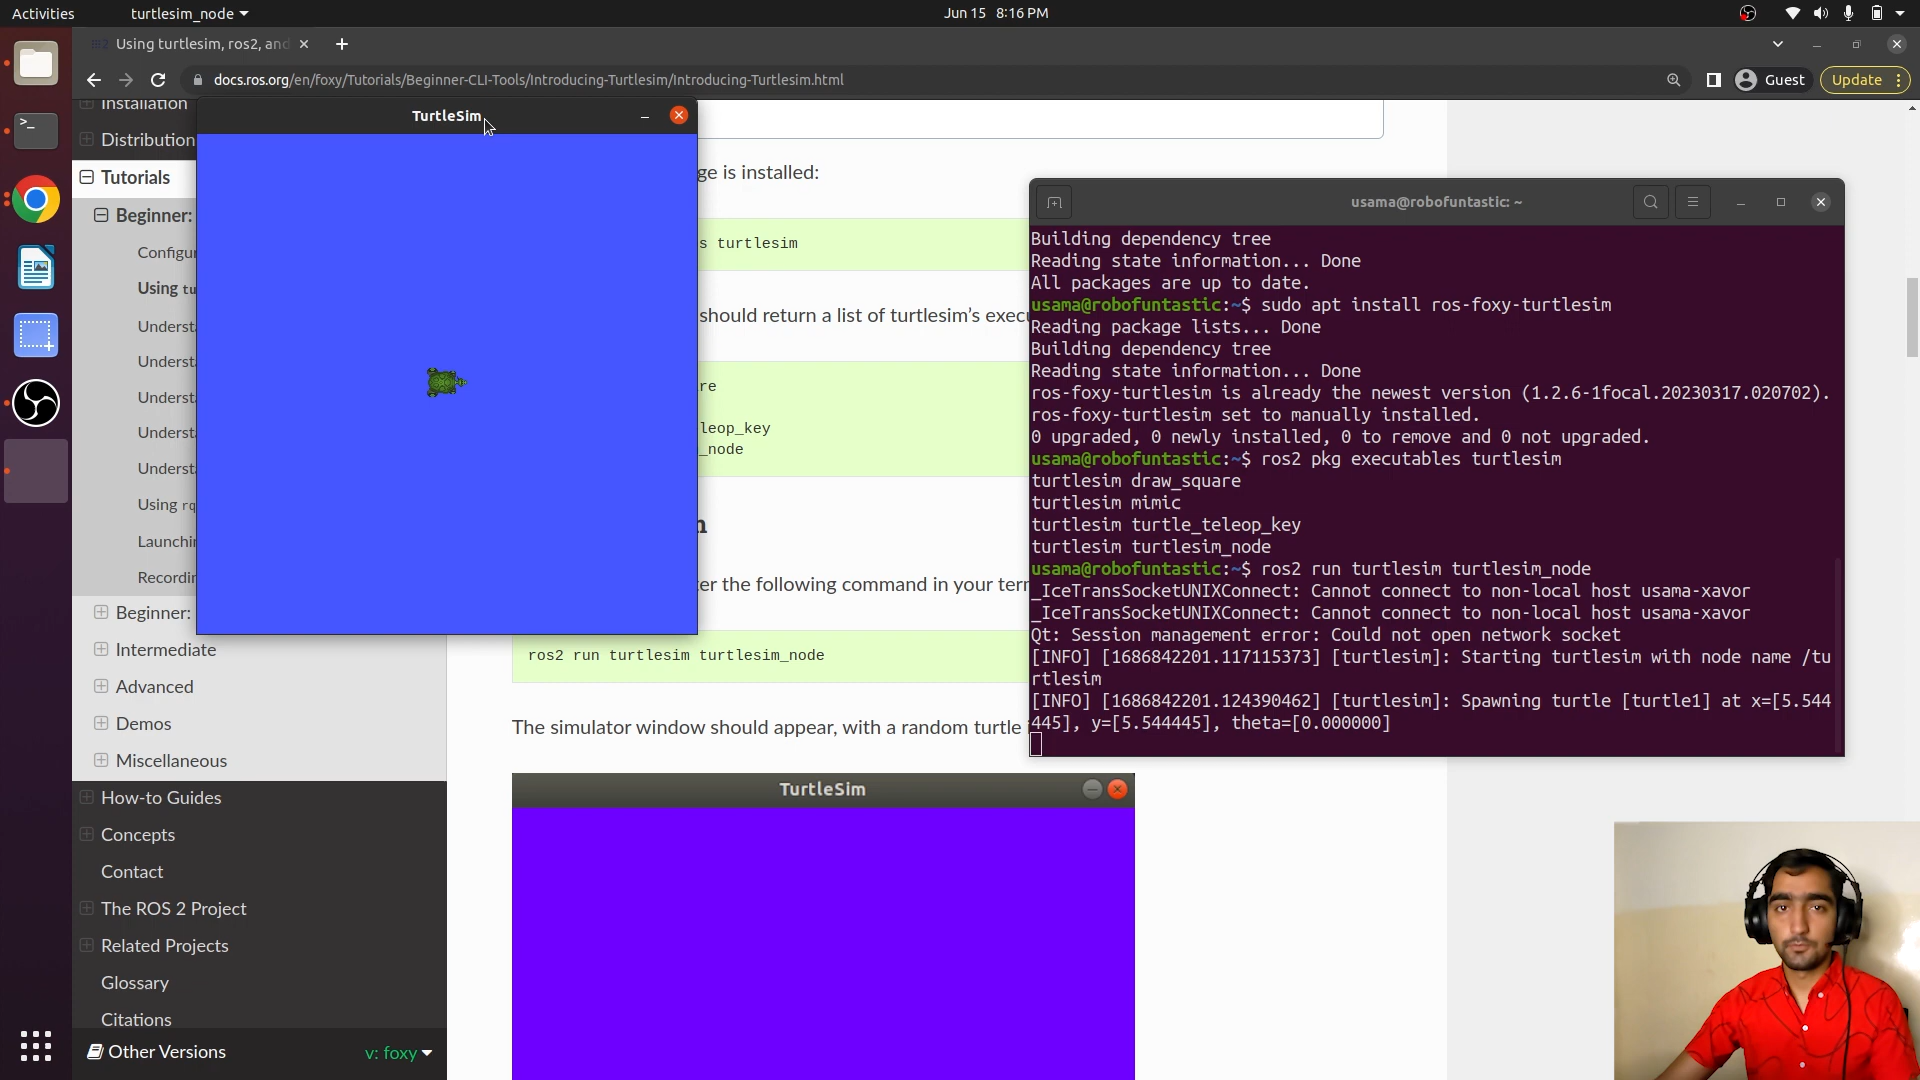 Activities
turtlesim_node
Jun 15 8:16 PM
Using turtlesim, ros2, and
docs.ros.org/en/foxy/Tutorials/Beginner-CLI-Tools/Introducing-Turtlesim/Introducing-Turtlesim.html
Guest
Update
Installation
Distribution
Tutorials
Beginner:
Configur
Using tu
Underst
Underst
Underst
Underst
Underst
Using rq
Launchi
Recordi
Beginner:
Intermediate
Advanced
Demos
Miscellaneous
How-to Guides
Concepts
Contact
The ROS 2 Project
Related Projects
Glossary
Citations
Other Versions
v: foxy
TurtleSim
ge is installed:
s turtlesim
should return a list of turtlesim’s execu
re
leop_key
_node
er the following command in your tern
ros2 run turtlesim turtlesim_node
The simulator window should appear, with a random turtle
TurtleSim
usama@robofuntastic: ~
Building dependency tree
Reading state information... Done
All packages are up to date.
usama@robofuntastic:~$ sudo apt install ros-foxy-turtlesim
Reading package lists... Done
Building dependency tree
Reading state information... Done
ros-foxy-turtlesim is already the newest version (1.2.6-1focal.20230317.020702).
ros-foxy-turtlesim set to manually installed.
0 upgraded, 0 newly installed, 0 to remove and 0 not upgraded.
usama@robofuntastic:~$ ros2 pkg executables turtlesim
turtlesim draw_square
turtlesim mimic
turtlesim turtle_teleop_key
turtlesim turtlesim_node
usama@robofuntastic:~$ ros2 run turtlesim turtlesim_node
_IceTransSocketUNIXConnect: Cannot connect to non-local host usama-xavor
_IceTransSocketUNIXConnect: Cannot connect to non-local host usama-xavor
Qt: Session management error: Could not open network socket
[INFO] [1686842201.117115373] [turtlesim]: Starting turtlesim with node name /tu
rtlesim
[INFO] [1686842201.124390462] [turtlesim]: Spawning turtle [turtle1] at x=[5.544
445], y=[5.544445], theta=[0.000000]